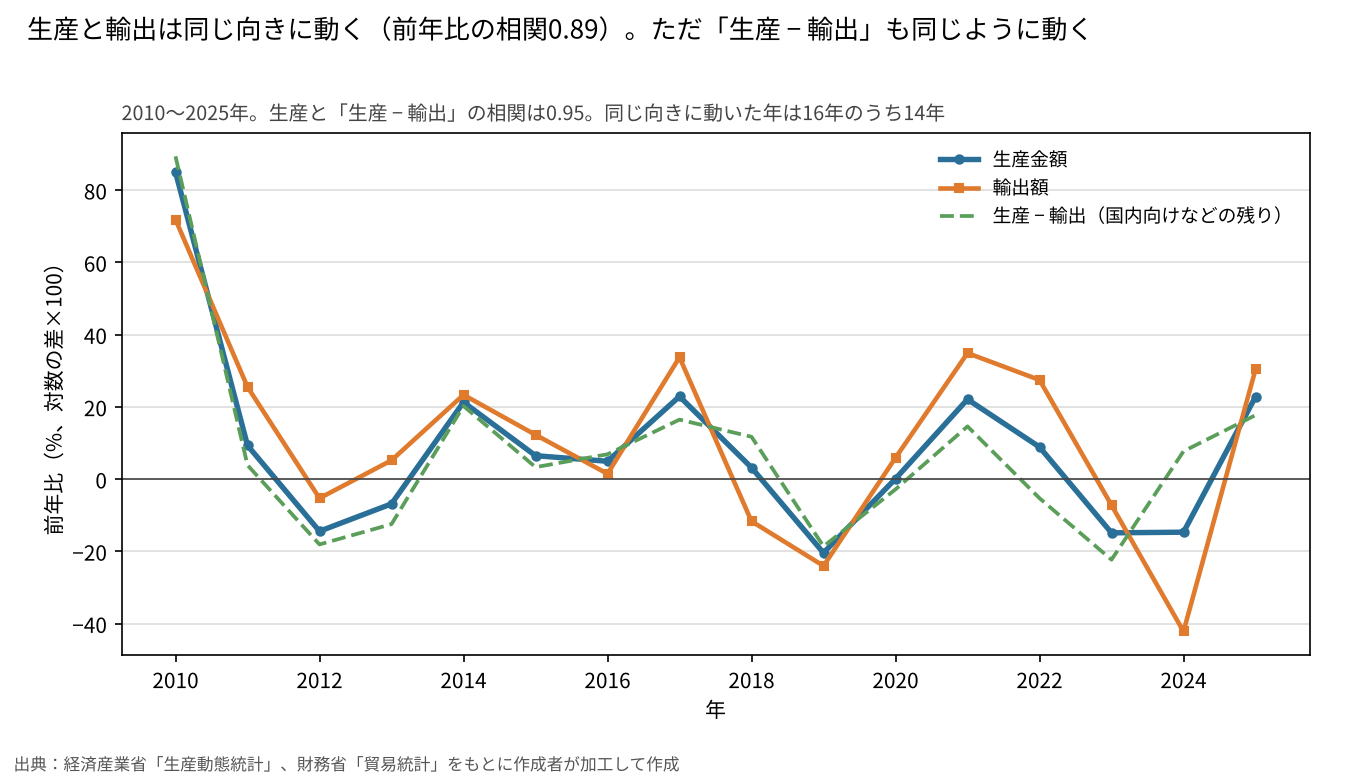 生産と輸出は同じ向きに動く（前年比の相関0.89）。ただ「生産－輸出」も同じように動く
2010～2025年。生産と「生産－輸出」の相関は0.95。同じ向きに動いた年は16年のうち14年
生産金額
輸出額
生産－輸出（国内向けなどの残り）
前年比（%、対数の差×100）
80
60
40
20
0
−20
−40
2010
2012
2014
2016
2018
2020
2022
2024
年
出典：経済産業省「生産動態統計」、財務省「貿易統計」をもとに作成者が加工して作成